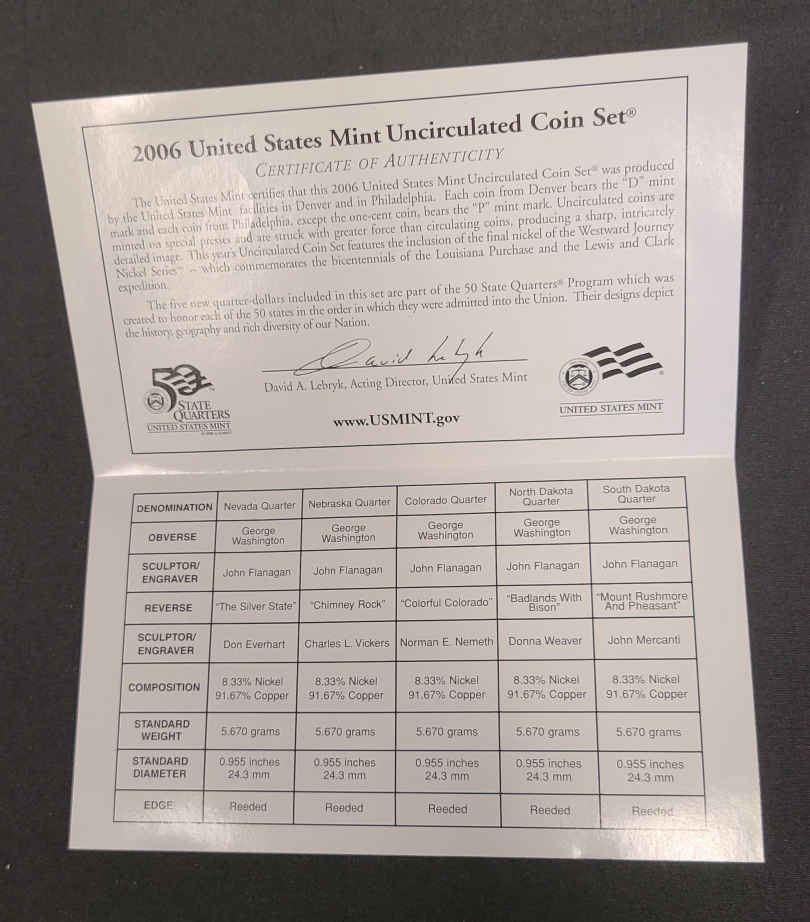 2006 United States Mint Uncirculated Coin Set®
CERTIFICATE OF AUTHENTICITY
The United States Mint certifies that this 2006 United States Mint Uncirculated Coin Set® was produced
by the United States Mint facilities in Denver and in Philadelphia. Each coin from Denver bears the "D" mint
mark and each coin from Philadelphia, except the one-cent coin, bears the "P" mint mark. Uncirculated coins are
minted on special presses and are struck with greater force than circulating coins, producing a sharp, intricately
detailed image. This years Uncirculated Coin Set features the inclusion of the final nickel of the Westward Journey
Nickel Series™ – which commemorates the bicentennials of the Louisiana Purchase and the Lewis and Clark
expedition.
The five new quarter-dollars included in this set are part of the 50 State Quarters® Program which was
created to honor each of the 50 states in the order in which they were admitted into the Union. Their designs depict
the history, geography and rich diversity of our Nation.
David A. Lebryk, Acting Director, United States Mint
www.USMINT.gov
50
STATE
QUARTERS
UNITED STATES MINT
UNITED STATES MINT
DENOMINATION Nevada Quarter Nebraska Quarter Colorado Quarter North Dakota Quarter South Dakota Quarter
OBVERSE George Washington George Washington George Washington George Washington George Washington
SCULPTOR/ ENGRAVER John Flanagan John Flanagan John Flanagan John Flanagan John Flanagan
REVERSE "The Silver State" "Chimney Rock" "Colorful Colorado" "Badlands With Bison" "Mount Rushmore And Pheasant"
SCULPTOR/ ENGRAVER Don Everhart Charles L. Vickers Norman E. Nemeth Donna Weaver John Mercanti
COMPOSITION 8.33% Nickel 91.67% Copper 8.33% Nickel 91.67% Copper 8.33% Nickel 91.67% Copper 8.33% Nickel 91.67% Copper 8.33% Nickel 91.67% Copper
STANDARD WEIGHT 5.670 grams 5.670 grams 5.670 grams 5.670 grams 5.670 grams
STANDARD DIAMETER 0.955 inches 24.3 mm 0.955 inches 24.3 mm 0.955 inches 24.3 mm 0.955 inches 24.3 mm 0.955 inches 24.3 mm
EDGE Reeded Reeded Reeded Reeded Reeded